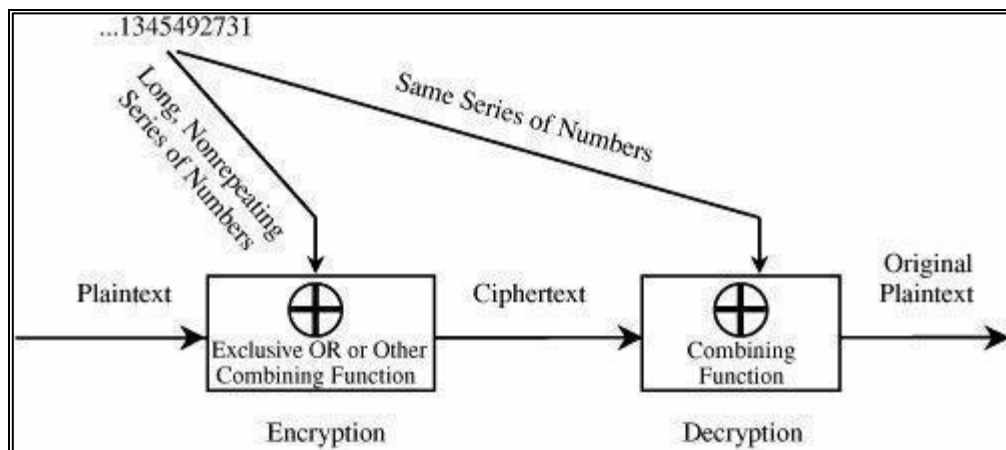 ...1345492731
Long, Nonrepeating
Series of Numbers
Same Series of Numbers
Plaintext
Exclusive OR or Other
Combining Function
Ciphertext
Combining
Function
Original
Plaintext
Encryption
Decryption